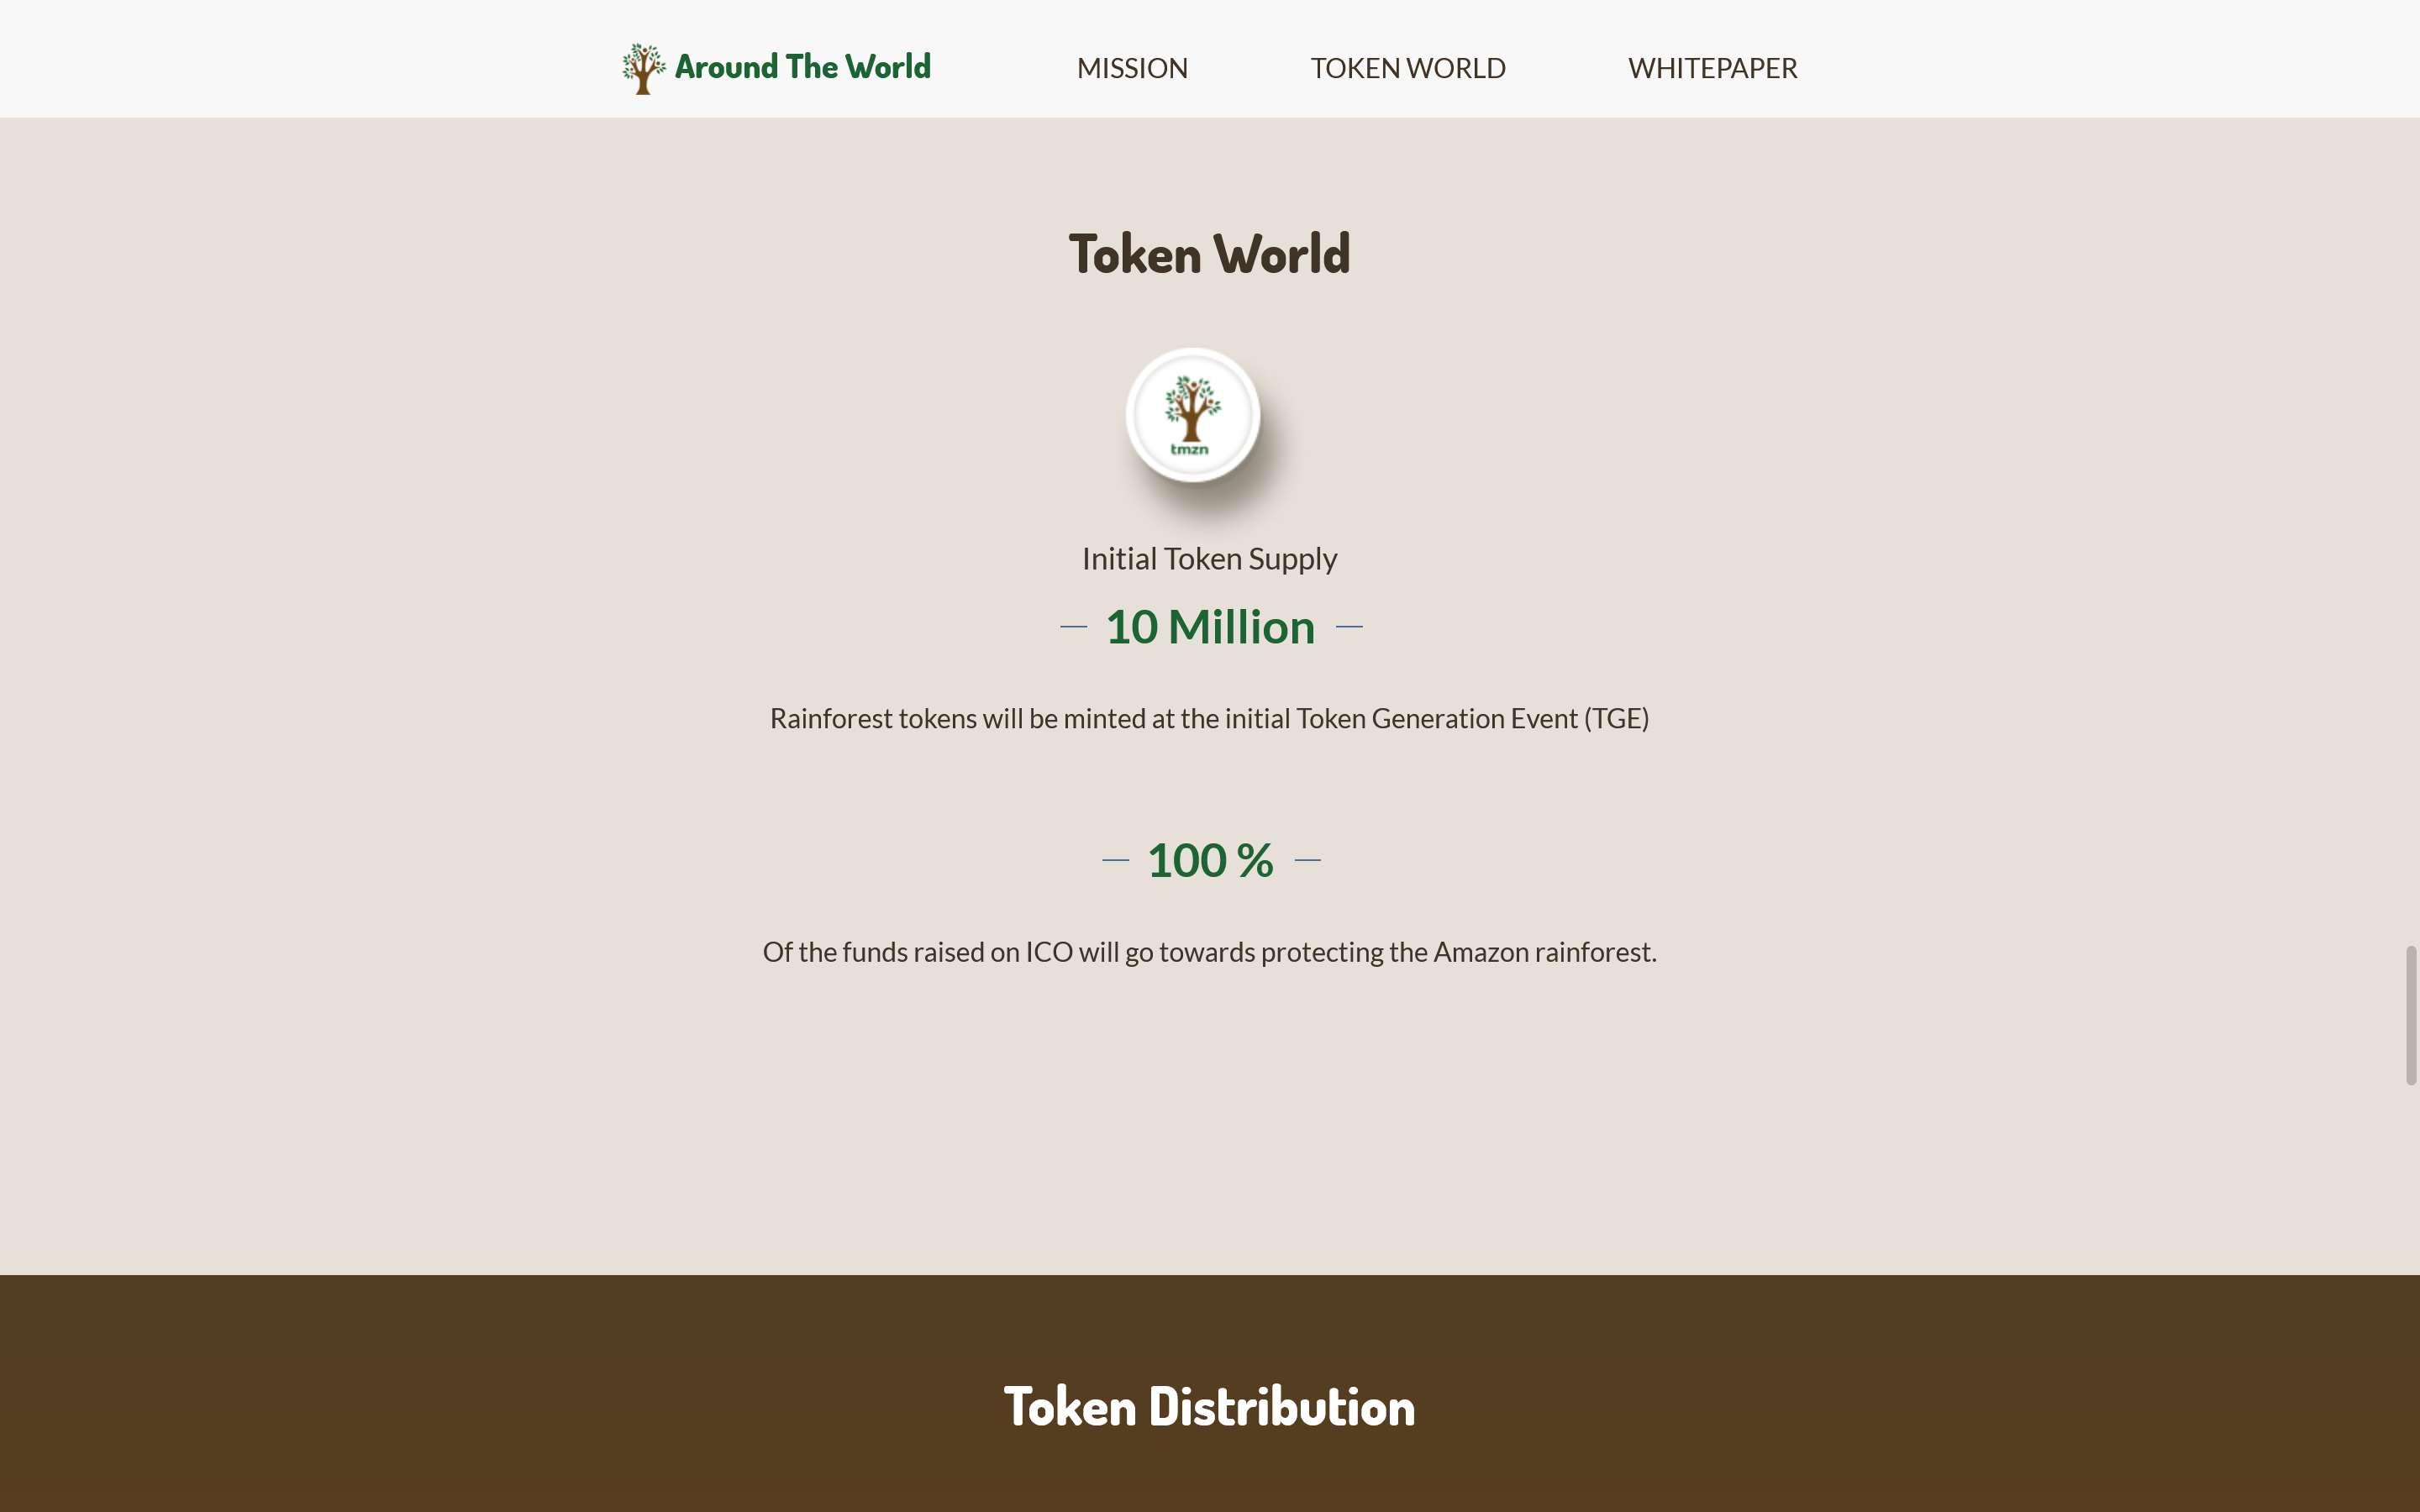 Around The World
MISSION
TOKEN WORLD
WHITEPAPER
Token World
tmzn
Initial Token Supply
10 Million
Rainforest tokens will be minted at the initial Token Generation Event (TGE)
100 %
Of the funds raised on ICO will go towards protecting the Amazon rainforest.
Token Distribution